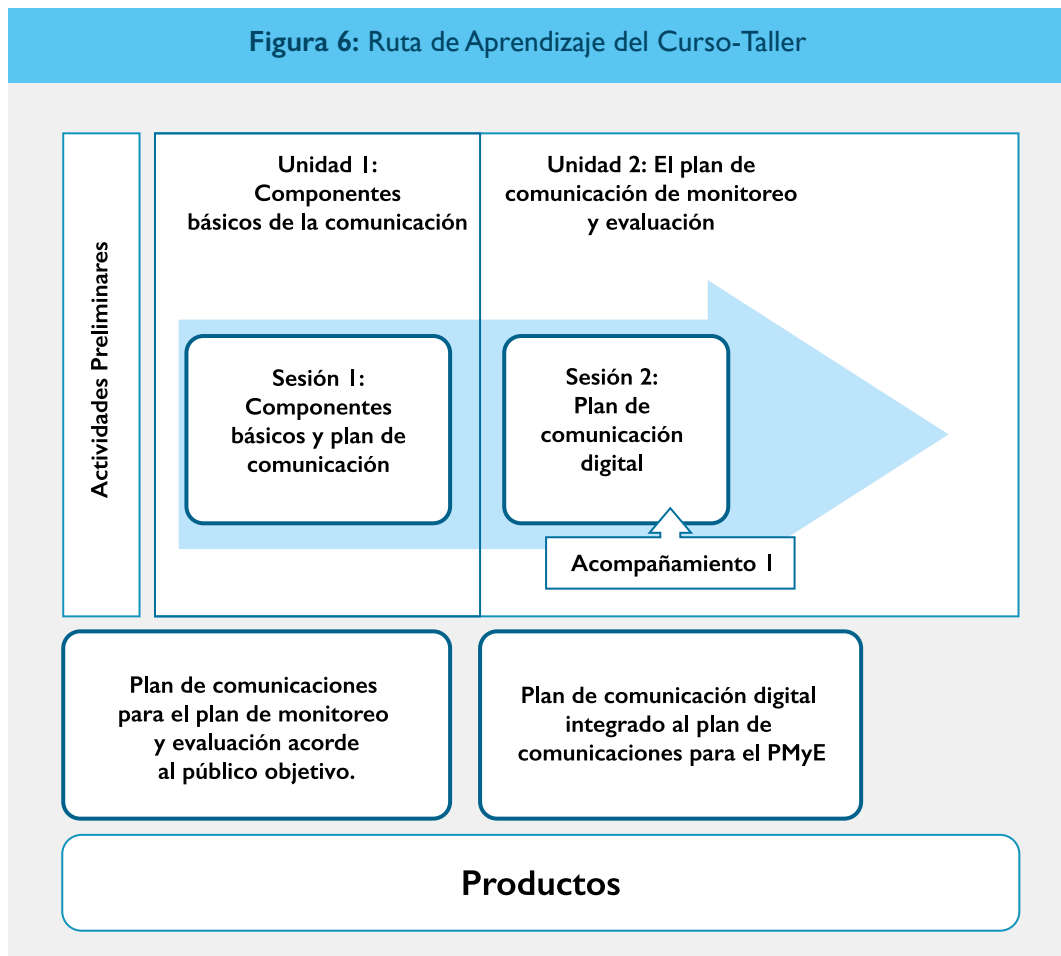 Figura 6: Ruta de Aprendizaje del Curso-Taller
Actividades Preliminares
Unidad 1:
Componentes
básicos de la comunicación
Unidad 2: El plan de
comunicación de monitoreo
y evaluación
Sesión 1:
Componentes
básicos y plan de
comunicación
Sesión 2:
Plan de
comunicación
digital
Acompañamiento 1
Plan de comunicaciones
para el plan de monitoreo
y evaluación acorde
al público objetivo.
Plan de comunicación digital
integrado al plan de
comunicaciones para el PMyE
Productos